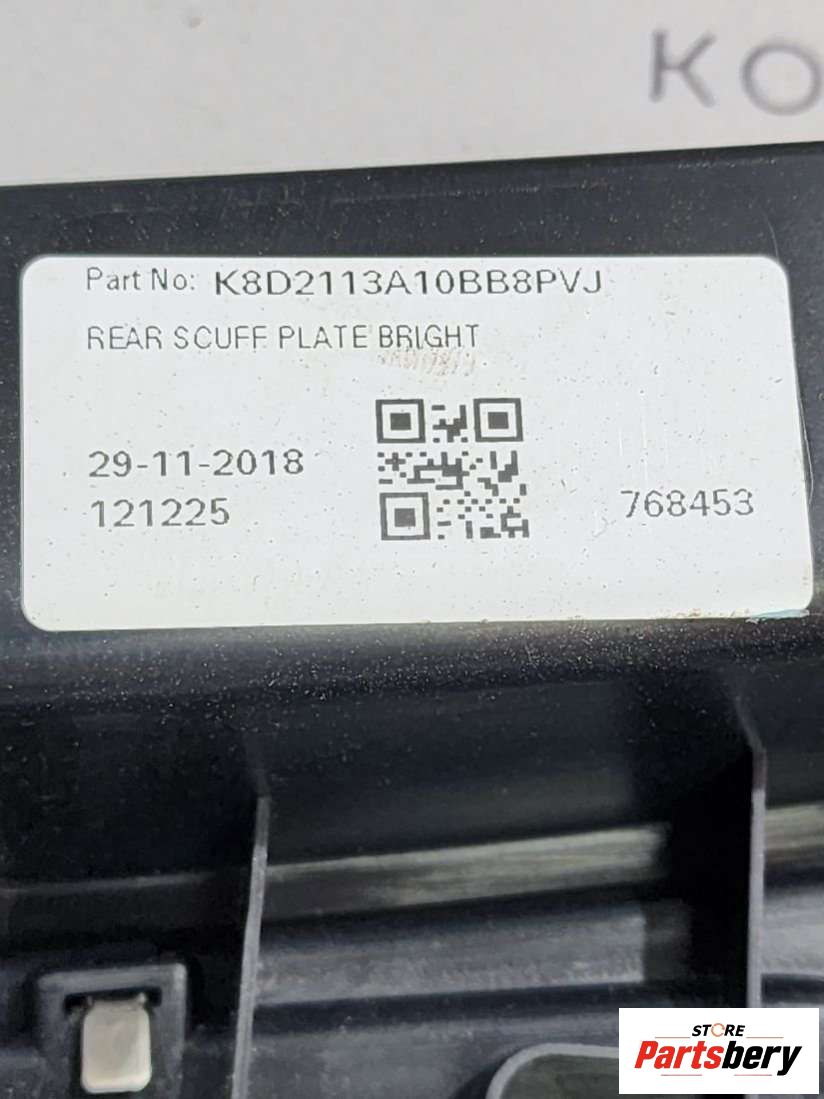 KO
Part No: K8D2113A10BB8PVJ
REAR SCUFF PLATE BRIGHT
29-11-2018
121225
768453
STORE
Partsbery